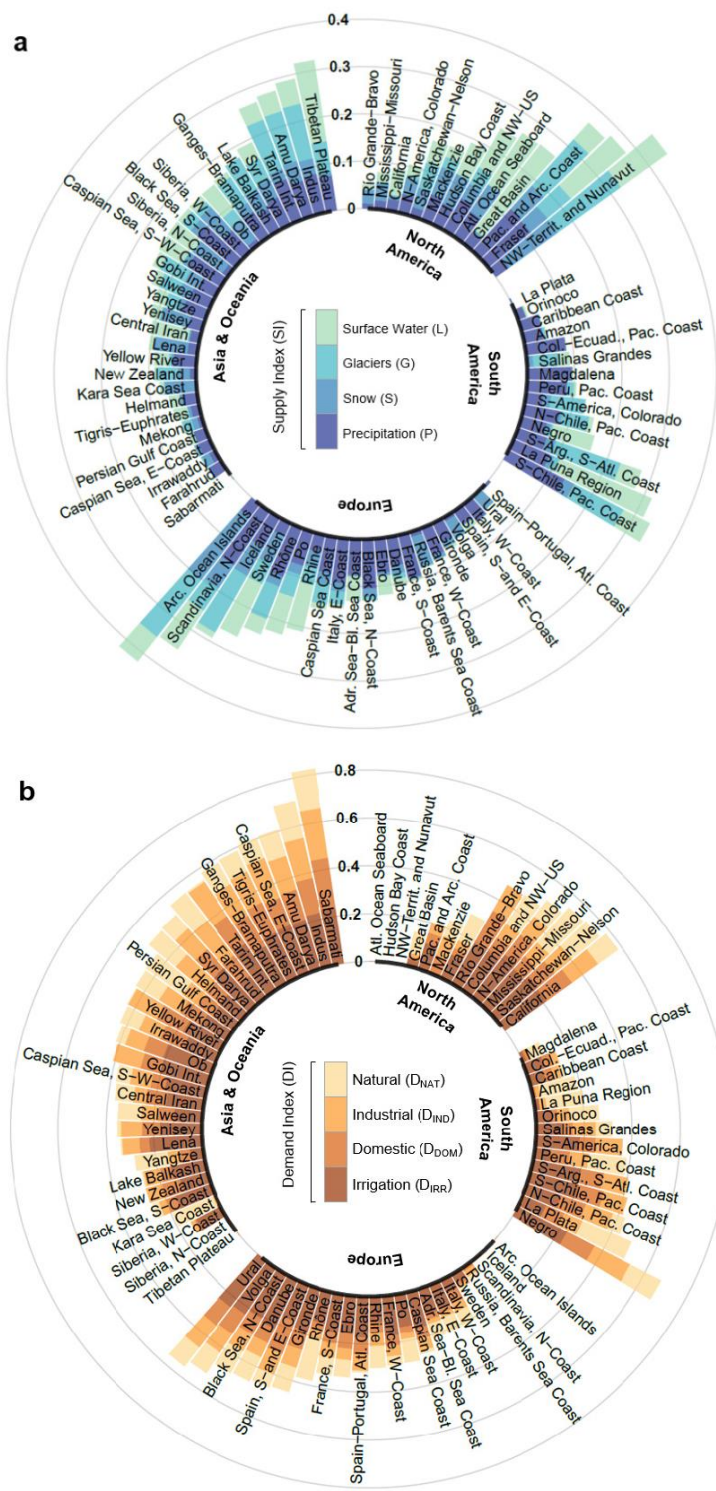 a
0.4
0.3
0.2
0.1
0
Rio Grande−Bravo
Mississippi−Missouri
California
N−America, Colorado
Saskatchewan−Nelson
Mackenzie
Hudson Bay Coast
Columbia and NW−US
Atl. Ocean Seaboard
Great Basin
Pac. and Arc. Coast
Fraser
NW−Territ. and Nunavut
North
America
La Plata
Orinoco
Caribbean Coast
Amazon
Col.−Ecuad., Pac. Coast
Salinas Grandes
Magdalena
Peru, Pac. Coast
S−America, Colorado
N−Chile, Pac. Coast
Negro
S−Arg., S−Atl. Coast
La Puna Region
S−Chile, Pac. Coast
South
America
Spain−Portugal, Atl. Coast
Ural
Italy, W−Coast
Spain, S−and E−Coast
Volga
Gironde
France, W−Coast
Russia, Barents Sea Coast
France, S−Coast
Danube
Ebro
Black Sea, N−Coast
Adr. Sea−Bl. Sea Coast
Italy, E−Coast
Caspian Sea Coast
Rhine
Po
Rhône
Sweden
Iceland
Scandinavia, N−Coast
Arc. Ocean Islands
Europe
Sabarmati
Farahrud
Irrawaddy
Caspian Sea, E−Coast
Persian Gulf Coast
Mekong
Tigris−Euphrates
Helmand
Kara Sea Coast
New Zealand
Yellow River
Lena
Central Iran
Yenisey
Yangtze
Salween
Gobi Int.
Caspian Sea, S−W−Coast
Siberia, N−Coast
Black Sea, S−Coast
Siberia, W−Coast
Ob
Ganges−Bramaputra
Lake Balkash
Syr Darya
Tarim Int.
Amu Darya
Indus
Tibetan Plateau
Asia & Oceania
Supply Index (SI)
Surface Water (L)
Glaciers (G)
Snow (S)
Precipitation (P)
b
0.8
0.6
0.4
0.2
0
Atl. Ocean Seaboard
Hudson Bay Coast
NW−Territ. and Nunavut
Great Basin
Pac. and Arc. Coast
Mackenzie
Fraser
Rio Grande−Bravo
Columbia and NW−US
N−America, Colorado
Mississippi−Missouri
Saskatchewan−Nelson
California
North
America
Magdalena
Col.−Ecuad., Pac. Coast
Caribbean Coast
Amazon
La Puna Region
Orinoco
Salinas Grandes
S−America, Colorado
Peru, Pac. Coast
S−Arg., S−Atl. Coast
S−Chile, Pac. Coast
N−Chile, Pac. Coast
La Plata
Negro
South
America
Arc. Ocean Islands
Iceland
Scandinavia, N−Coast
Russia, Barents Sea Coast
Sweden
Italy, W−Coast
Italy, E−Coast
Adr. Sea−Bl. Sea Coast
Caspian Sea Coast
Po
France, W−Coast
Rhine
Spain−Portugal, Atl. Coast
Ebro
France, S−Coast
Rhône
Gironde
Spain, S−and E−Coast
Danube
Black Sea, N−Coast
Volga
Ural
Europe
Tibetan Plateau
Siberia, N−Coast
Siberia, W−Coast
Kara Sea Coast
Black Sea, S−Coast
New Zealand
Lake Balkash
Yangtze
Lena
Yenisey
Salween
Central Iran
Caspian Sea, S−W−Coast
Gobi Int.
Ob
Irrawaddy
Yellow River
Mekong
Persian Gulf Coast
Helmand
Syr Darya
Farahrud
Tarim Int.
Ganges−Bramaputra
Tigris−Euphrates
Caspian Sea, E−Coast
Amu Darya
Indus
Sabarmati
Asia & Oceania
Demand Index (DI)
Natural (DNAT)
Industrial (DIND)
Domestic (DDOM)
Irrigation (DIRR)